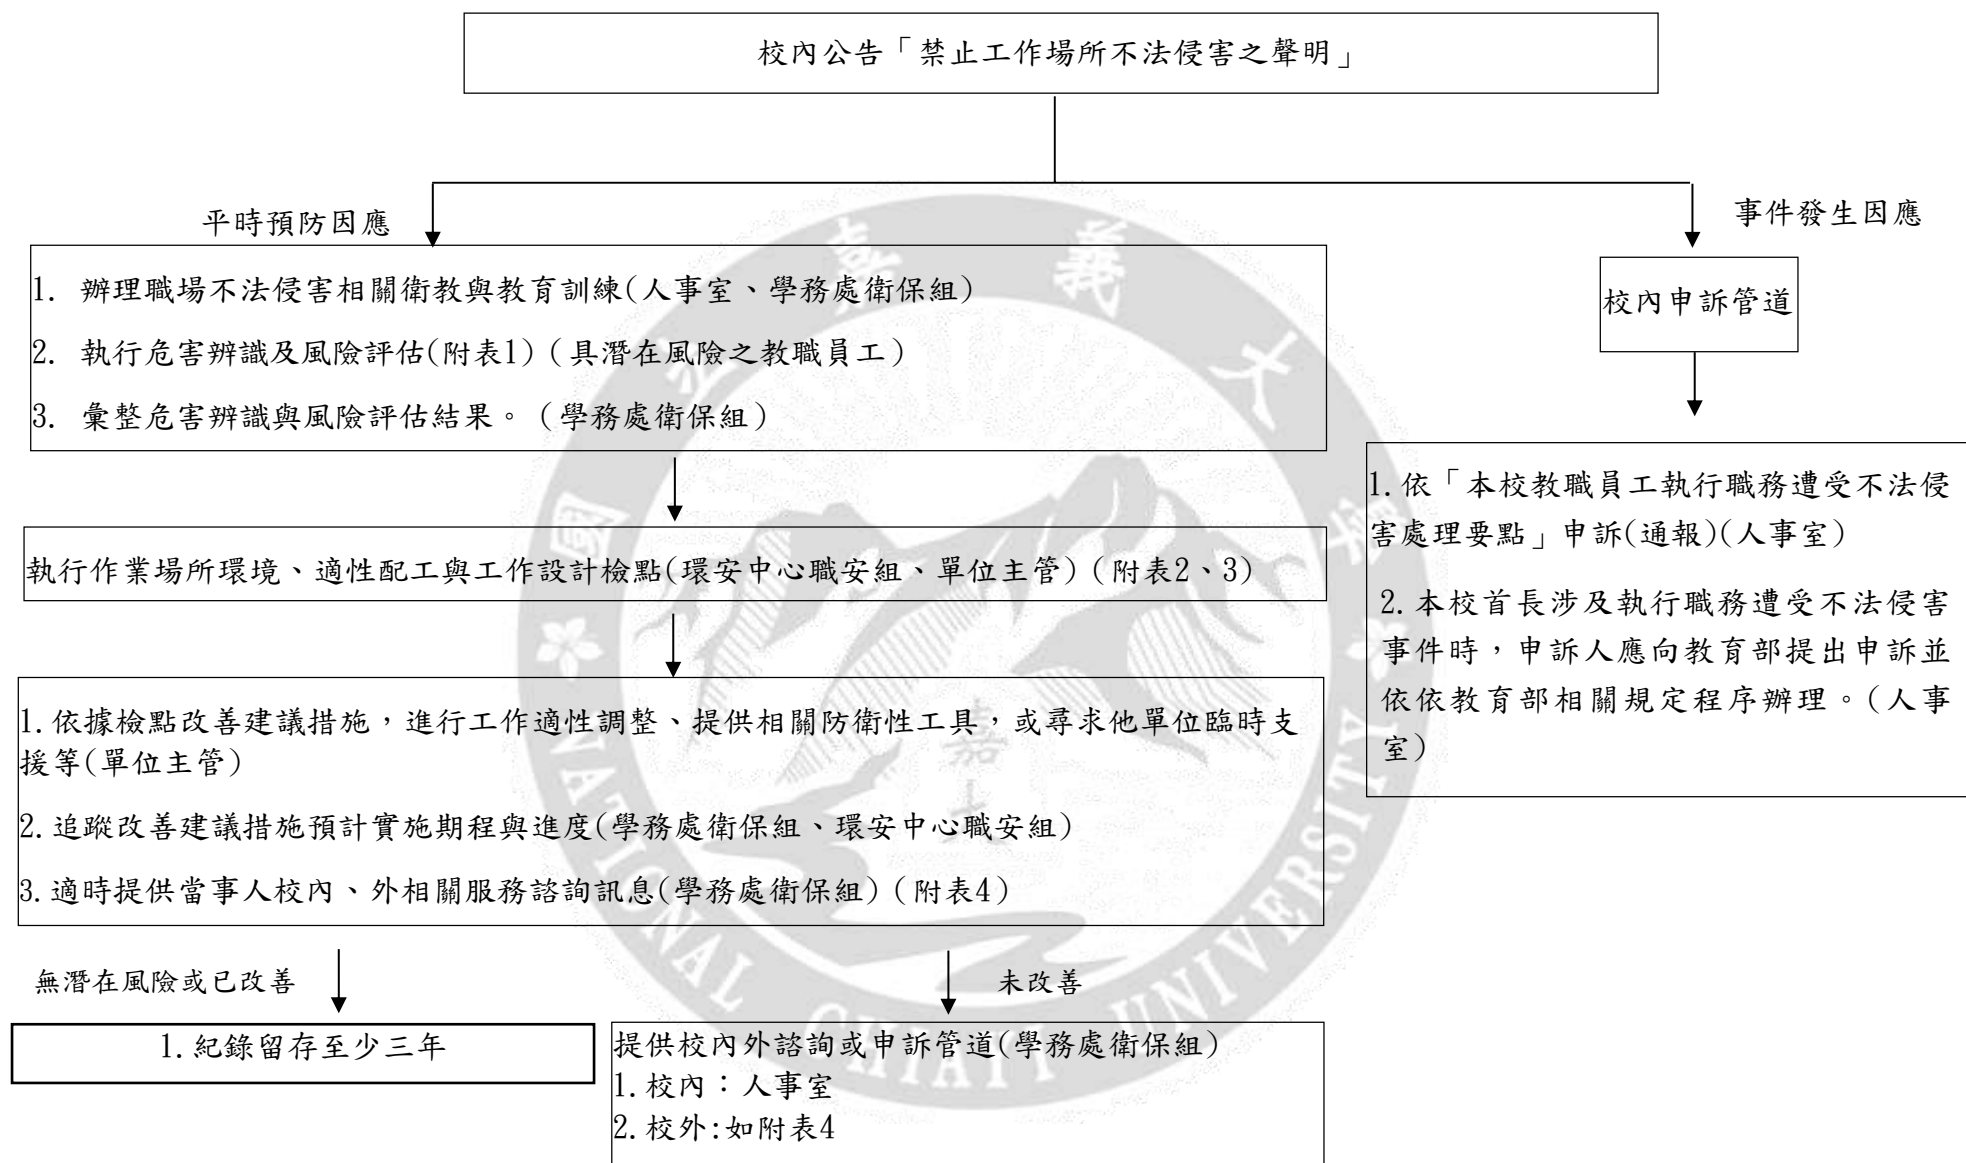 校內公告「禁止工作場所不法侵害之聲明」
平時預防因應
事件發生因應
1. 辦理職場不法侵害相關衛教與教育訓練(人事室、學務處衛保組)
2. 執行危害辨識及風險評估(附表1)（具潛在風險之教職員工）
3. 彙整危害辨識與風險評估結果。（學務處衛保組）
執行作業場所環境、適性配工與工作設計檢點(環安中心職安組、單位主管)（附表2、3）
1.依據檢點改善建議措施，進行工作適性調整、提供相關防衛性工具，或尋求他單位臨時支
援等(單位主管)
2.追蹤改善建議措施預計實施期程與進度(學務處衛保組、環安中心職安組)
3.適時提供當事人校內、外相關服務諮詢訊息(學務處衛保組)（附表4）
無潛在風險或已改善
未改善
1.紀錄留存至少三年
提供校內外諮詢或申訴管道(學務處衛保組)
1.校內：人事室
2.校外:如附表4
校內申訴管道
1.依「本校教職員工執行職務遭受不法侵
害處理要點」申訴(通報)(人事室)
2.本校首長涉及執行職務遭受不法侵害
事件時，申訴人應向教育部提出申訴並
依依教育部相關規定程序辦理。(人事
室)
國立嘉義大學
嘉大
NATIONAL CHIAYI UNIVERSITY